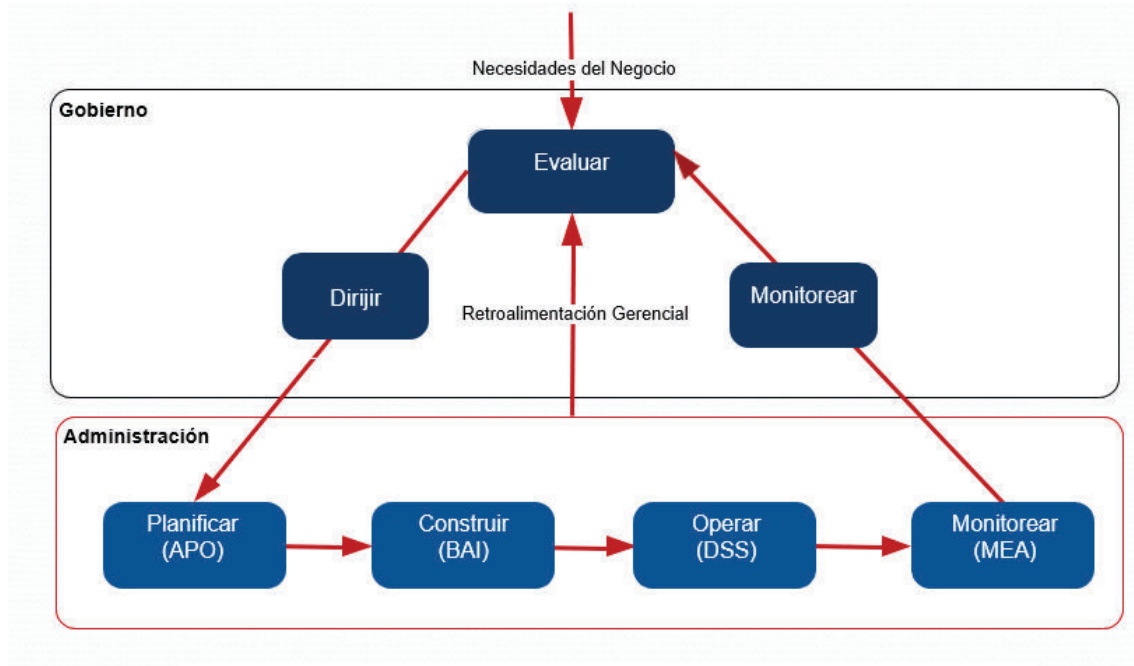 Necesidades del Negocio
Gobierno
Evaluar
Dirijir
Retroalimentación Gerencial
Monitorear
Administración
Planificar
(APO)
Construir
(BAI)
Operar
(DSS)
Monitorear
(MEA)